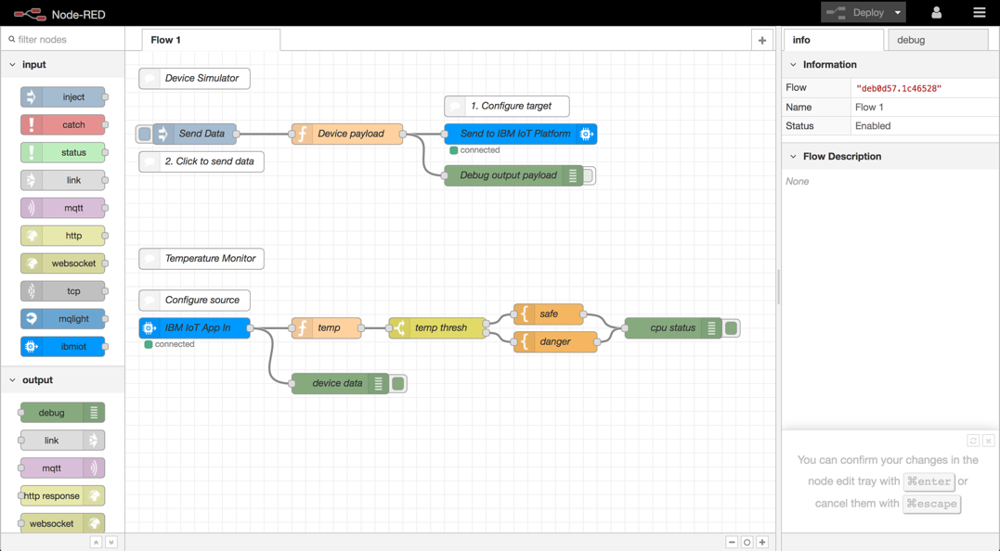 Node-RED
Deploy
filter nodes
input
inject
catch
status
link
mqtt
http
websocket
tcp
mqlight
ibmiot
output
debug
link
mqtt
http response
websocket
Flow 1
Device Simulator
1. Configure target
Send Data
Device payload
Send to IBM IoT Platform
connected
2. Click to send data
Debug output payload
Temperature Monitor
Configure source
IBM IoT App In
connected
temp
temp thresh
safe
danger
cpu status
device data
info
debug
Information
Flow "deb0d57.1c46528"
Name Flow 1
Status Enabled
Flow Description
None
You can confirm your changes in the
node edit tray with ⌘enter or
cancel them with ⌘escape